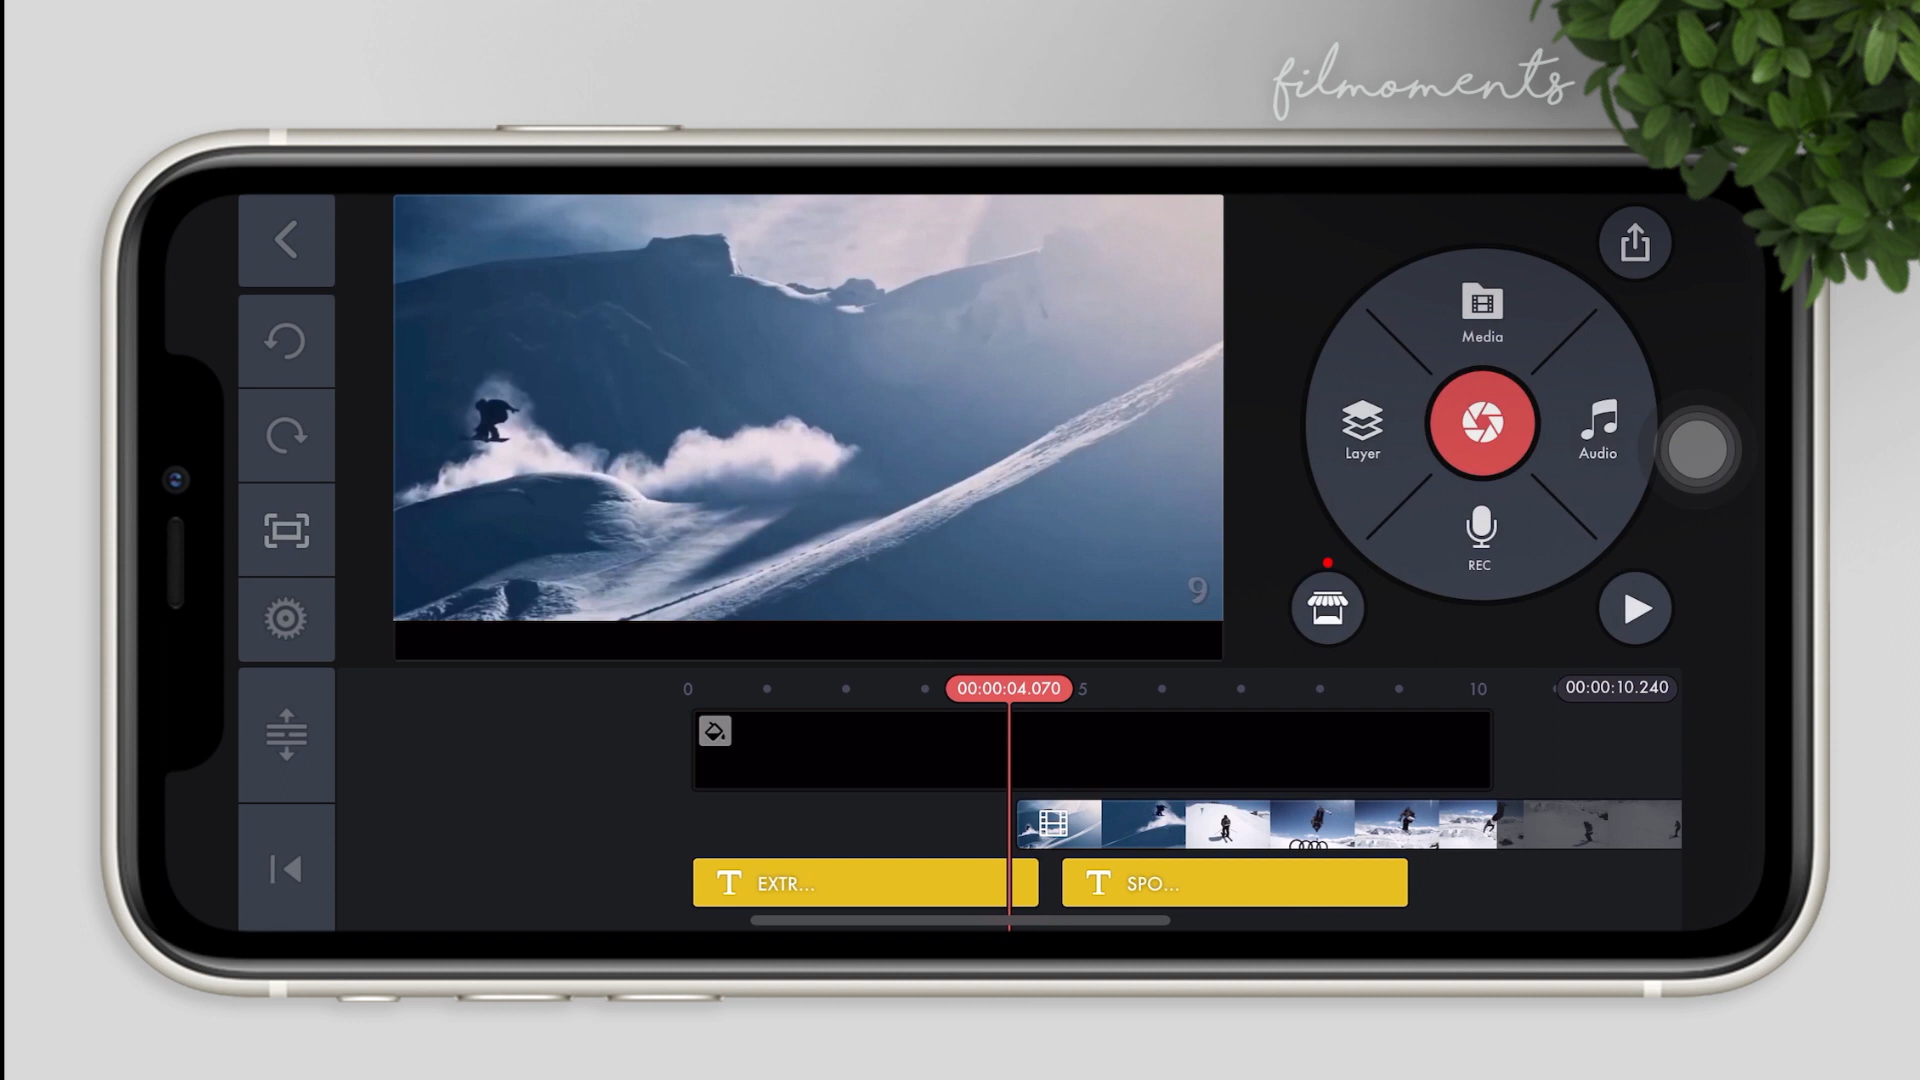 filmoments
Media
Layer
Audio
REC
9
0
00:00:04.070
5
10
00:00:10.240
T EXTR...
T SPO...